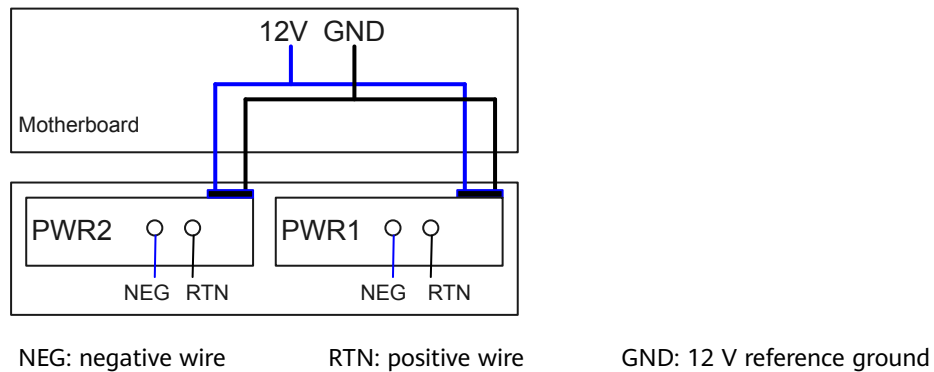 12V GND
Motherboard
PWR2
PWR1
NEG RTN
NEG RTN
NEG: negative wire
RTN: positive wire
GND: 12 V reference ground